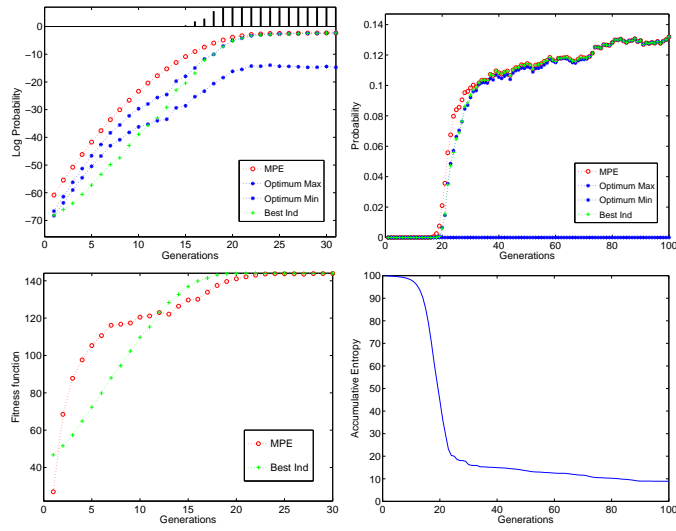 10
0
−10
−20
−30
−40
−50
−60
−70
Log Probability
MPE
Optimum Max
Optimum Min
Best Ind
0 5 10 15 20 25 30
Generations
0.14
0.12
0.1
0.08
0.06
0.04
0.02
0
Probability
MPE
Optimum Max
Optimum Min
Best Ind
0 20 40 60 80 100
Generations
140
120
100
80
60
40
Fitness function
MPE
Best Ind
0 5 10 15 20 25 30
Generations
100
90
80
70
60
50
40
30
20
10
0
Accumulative Entropy
0 20 40 60 80 100
Generations